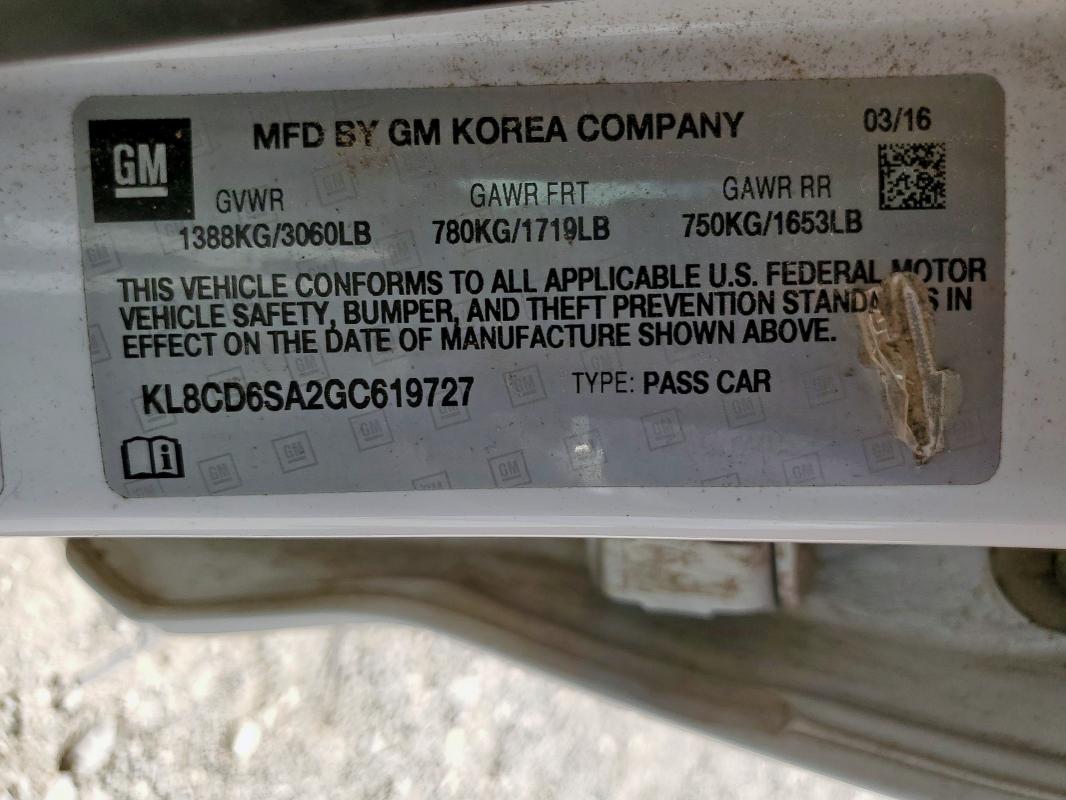 GM
MFD BY GM KOREA COMPANY
03/16
GVWR GAWR FRT GAWR RR
1388KG/3060LB 780KG/1719LB 750KG/1653LB
THIS VEHICLE CONFORMS TO ALL APPLICABLE U.S. FEDERAL MOTOR
VEHICLE SAFETY, BUMPER, AND THEFT PREVENTION STANDARDS IN
EFFECT ON THE DATE OF MANUFACTURE SHOWN ABOVE.
KL8CD6SA2GC619727 TYPE: PASS CAR
i